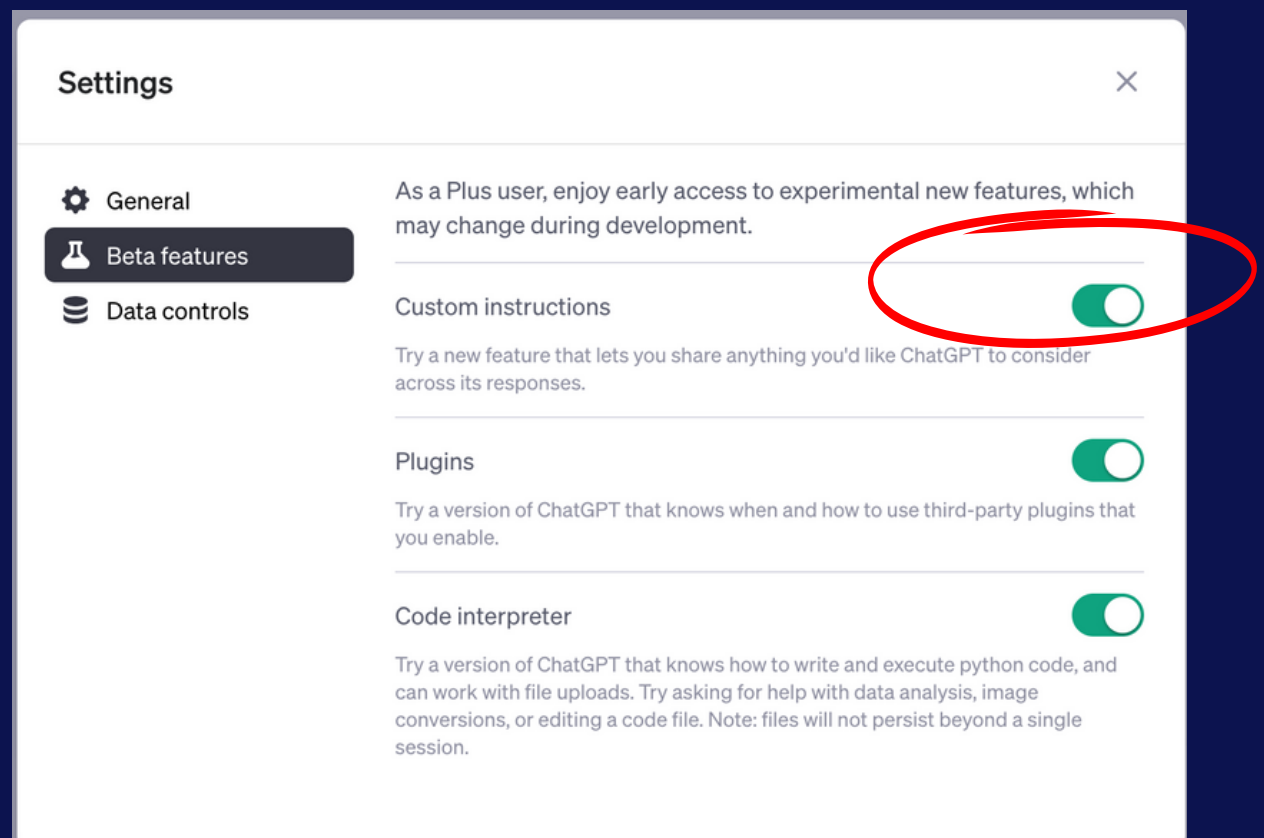 Settings
General
Beta features
Data controls
As a Plus user, enjoy early access to experimental new features, which
may change during development.
Custom instructions
Try a new feature that lets you share anything you'd like ChatGPT to consider
across its responses.
Plugins
Try a version of ChatGPT that knows when and how to use third-party plugins that
you enable.
Code interpreter
Try a version of ChatGPT that knows how to write and execute python code, and
can work with file uploads. Try asking for help with data analysis, image
conversions, or editing a code file. Note: files will not persist beyond a single
session.